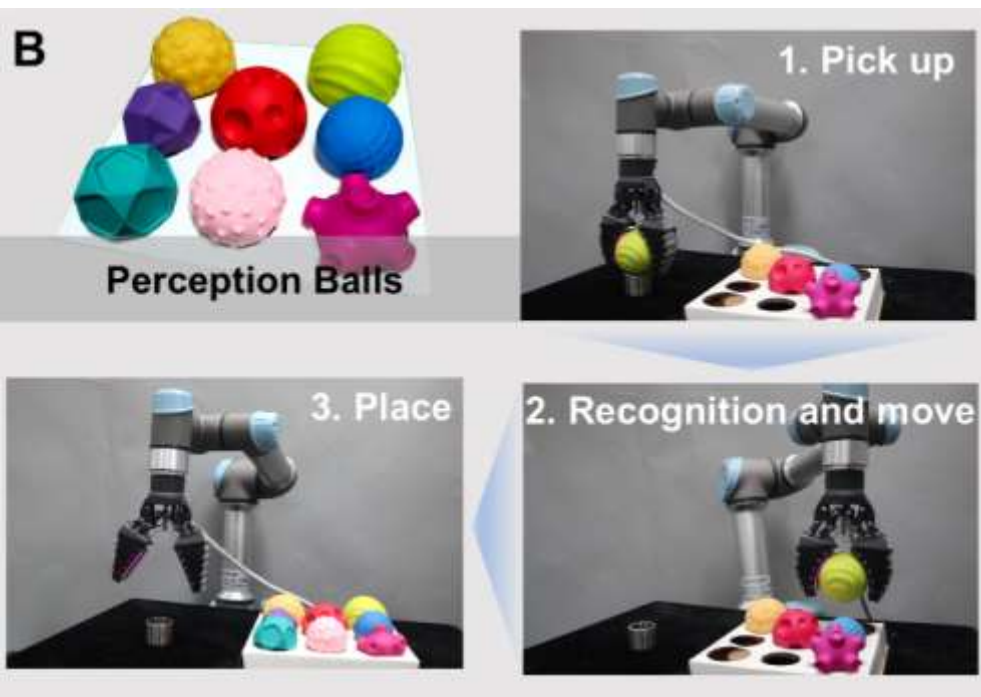 B
Perception Balls
1. Pick up
2. Recognition and move
3. Place